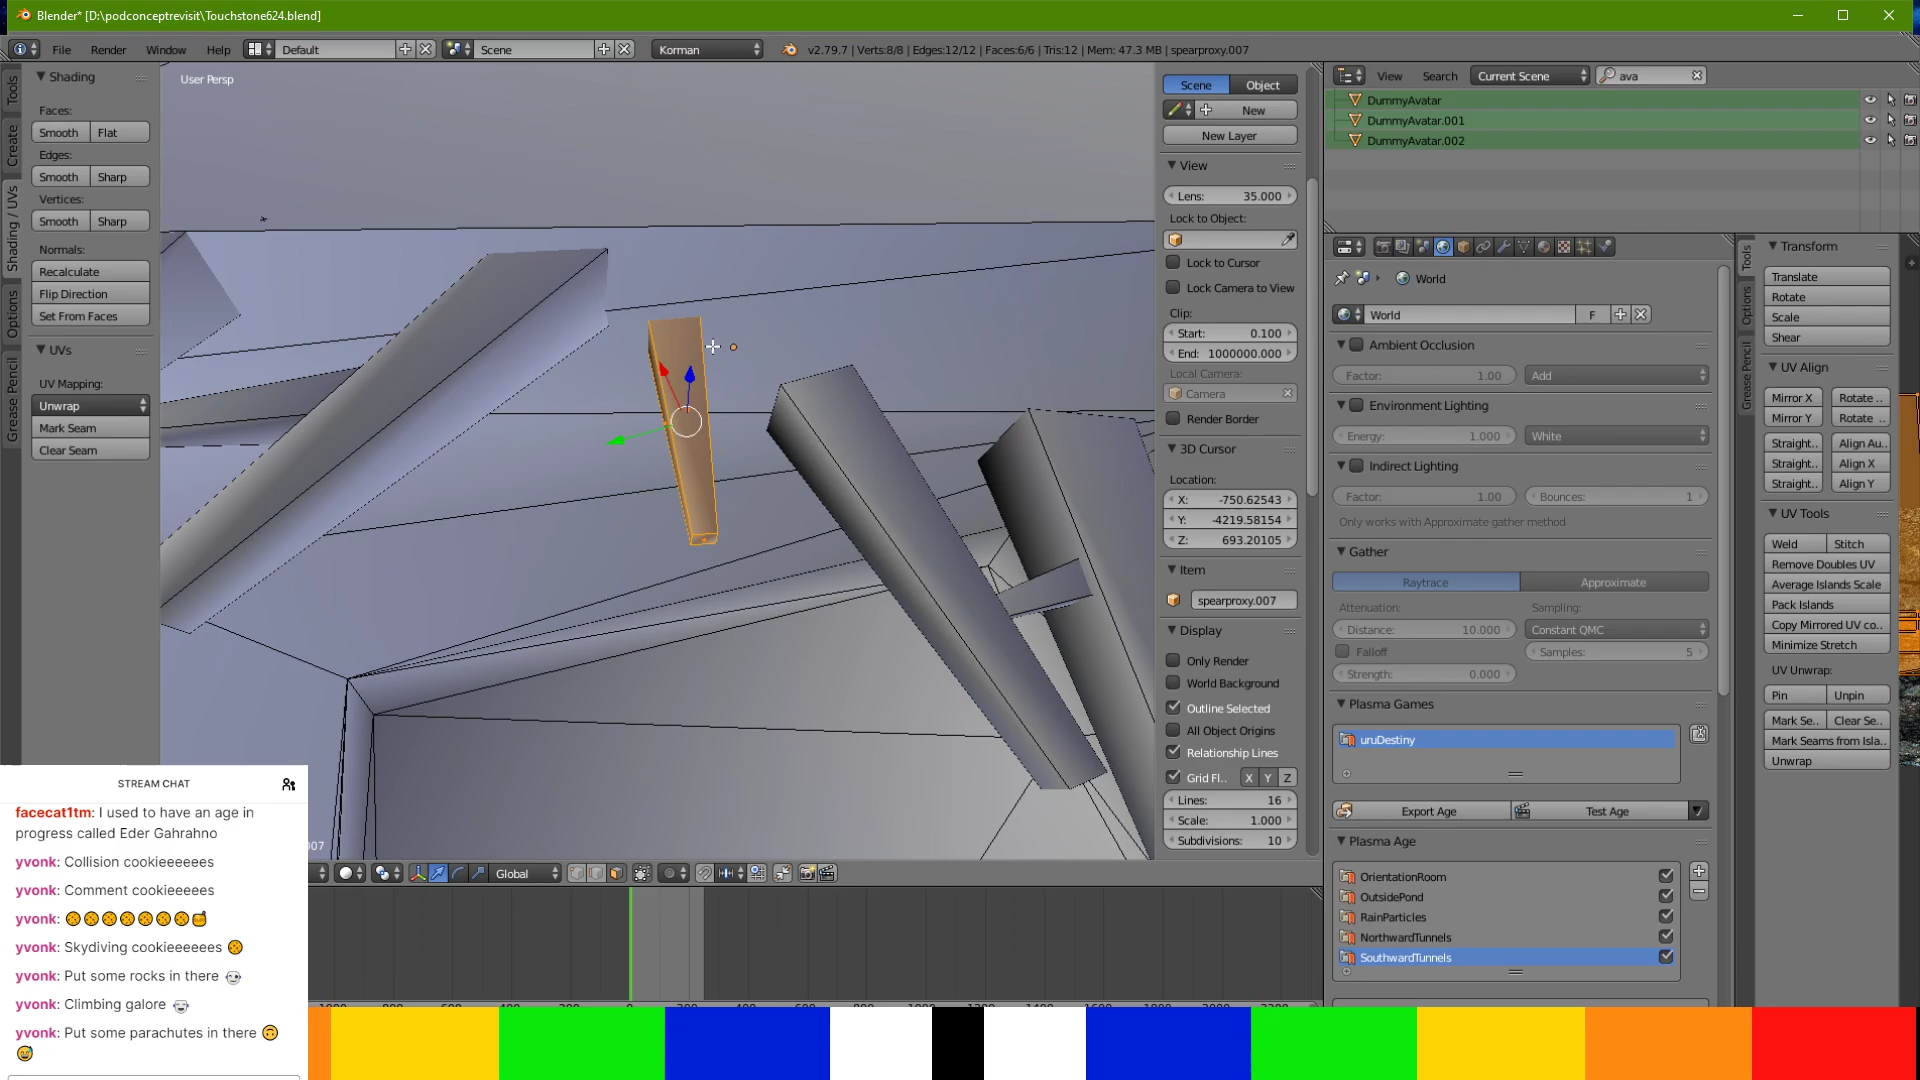 Blender* [D:\podconceptrevisit\Touchstone624.blend]
File Render Window Help Default Scene Korman v2.79.7 | Verts:8/8 | Edges:12/12 | Faces:6/6 | Tris:12 | Mem: 47.3 MB | spearproxy.007
Tools
Create
Shading / UVs
Options
Grease Pencil
Shading
Faces:
Smooth Flat
Edges:
Smooth Sharp
Vertices:
Smooth Sharp
Normals:
Recalculate
Flip Direction
Set From Faces
UVs
UV Mapping:
Unwrap
Mark Seam
Clear Seam
User Persp
007
Scene Object
New
New Layer
View
Lens: 35.000
Lock to Object:
Lock to Cursor
Lock Camera to View
Clip:
Start: 0.100
End: 1000000.000
Local Camera:
Camera
Render Border
3D Cursor
Location:
X: -750.62543
Y: -4219.58154
Z: 693.20105
Item
spearproxy.007
Display
Only Render
World Background
Outline Selected
All Object Origins
Relationship Lines
Grid Fl.. X Y Z
Lines: 16
Scale: 1.000
Subdivisions: 10
Global
View Search Current Scene ava
DummyAvatar
DummyAvatar.001
DummyAvatar.002
World
World F
Ambient Occlusion
Factor: 1.00 Add
Environment Lighting
Energy: 1.000 White
Indirect Lighting
Factor: 1.00 Bounces: 1
Only works with Approximate gather method
Gather
Raytrace Approximate
Attenuation: Sampling:
Distance: 10.000 Constant QMC
Falloff Samples: 5
Strength: 0.000
Plasma Games
uruDestiny
Export Age Test Age
Plasma Age
OrientationRoom
OutsidePond
RainParticles
NorthwardTunnels
SouthwardTunnels
Tools
Options
Grease Pencil
Transform
Translate
Rotate
Scale
Shear
UV Align
Mirror X Rotate ..
Mirror Y Rotate ..
Straight.. Align Au..
Straight.. Align X
Straight.. Align Y
UV Tools
Weld Stitch
Remove Doubles UV
Average Islands Scale
Pack Islands
Copy Mirrored UV co..
Minimize Stretch
UV Unwrap:
Pin Unpin
Mark Se.. Clear Se..
Mark Seams from Isla..
Unwrap
STREAM CHAT
facecat1tm: I used to have an age in
progress called Eder Gahrahno
yvonk: Collision cookieeeeees
yvonk: Comment cookieeeees
yvonk:
yvonk: Skydiving cookieeeeees
yvonk: Put some rocks in there
yvonk: Climbing galore
yvonk: Put some parachutes in there